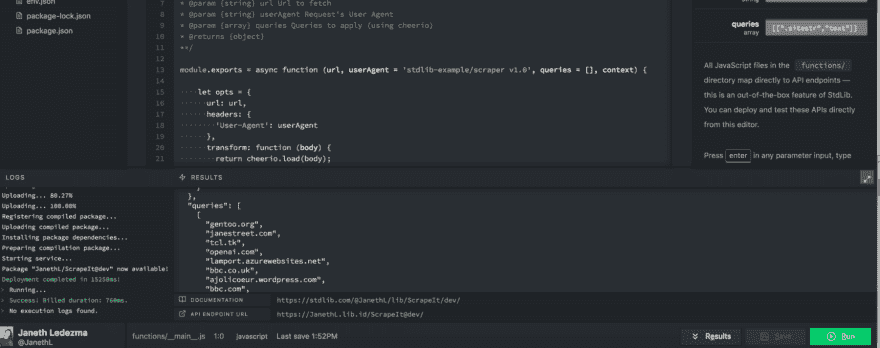 env.json
package-lock.json
package.json
7 * @param {string} url Url to fetch
8 * @param {string} userAgent Request's User Agent
9 * @param {array} queries Queries to apply (using cheerio)
10 * @returns {object}
11 **/
12
13 module.exports = async function (url, userAgent = 'stdlib-example/scraper v1.0', queries = [], context) {
14
15 let opts = {
16 url: url,
17 headers: {
18 'User-Agent': userAgent
19 },
20 transform: function (body) {
21 return cheerio.load(body);
string
queries
array
[[".sitestr","text"]]
All JavaScript files in the functions/
directory map directly to API endpoints —
this is an out-of-the-box feature of StdLib.
You can deploy and test these APIs directly
from this editor.
Press enter in any parameter input, type
LOGS
Uploading... 80.27%
Uploading... 100.00%
Registering compiled package...
Uploading compiled package...
Installing package dependencies...
Preparing compilation package...
Starting service...
Package "JanethL/ScrapeIt@dev" now available!
Deployment completed in 15250ms!
> Running...
> Success! Billed duration: 760ms.
> No execution logs found.
RESULTS
}
},
"queries": [
[
"gentoo.org",
"janestreet.com",
"tcl.tk",
"openai.com",
"lamport.azurewebsites.net",
"bbc.co.uk",
"ajolicoeur.wordpress.com",
"bbc.com",
DOCUMENTATION https://stdlib.com/@JanethL/lib/ScrapeIt/dev/
API ENDPOINT URL https://JanethL.lib.id/ScrapeIt@dev/
Janeth Ledezma
@JanethL
functions/__main__.js 1:0 javascript Last save 1:52PM
Results
Save
Run